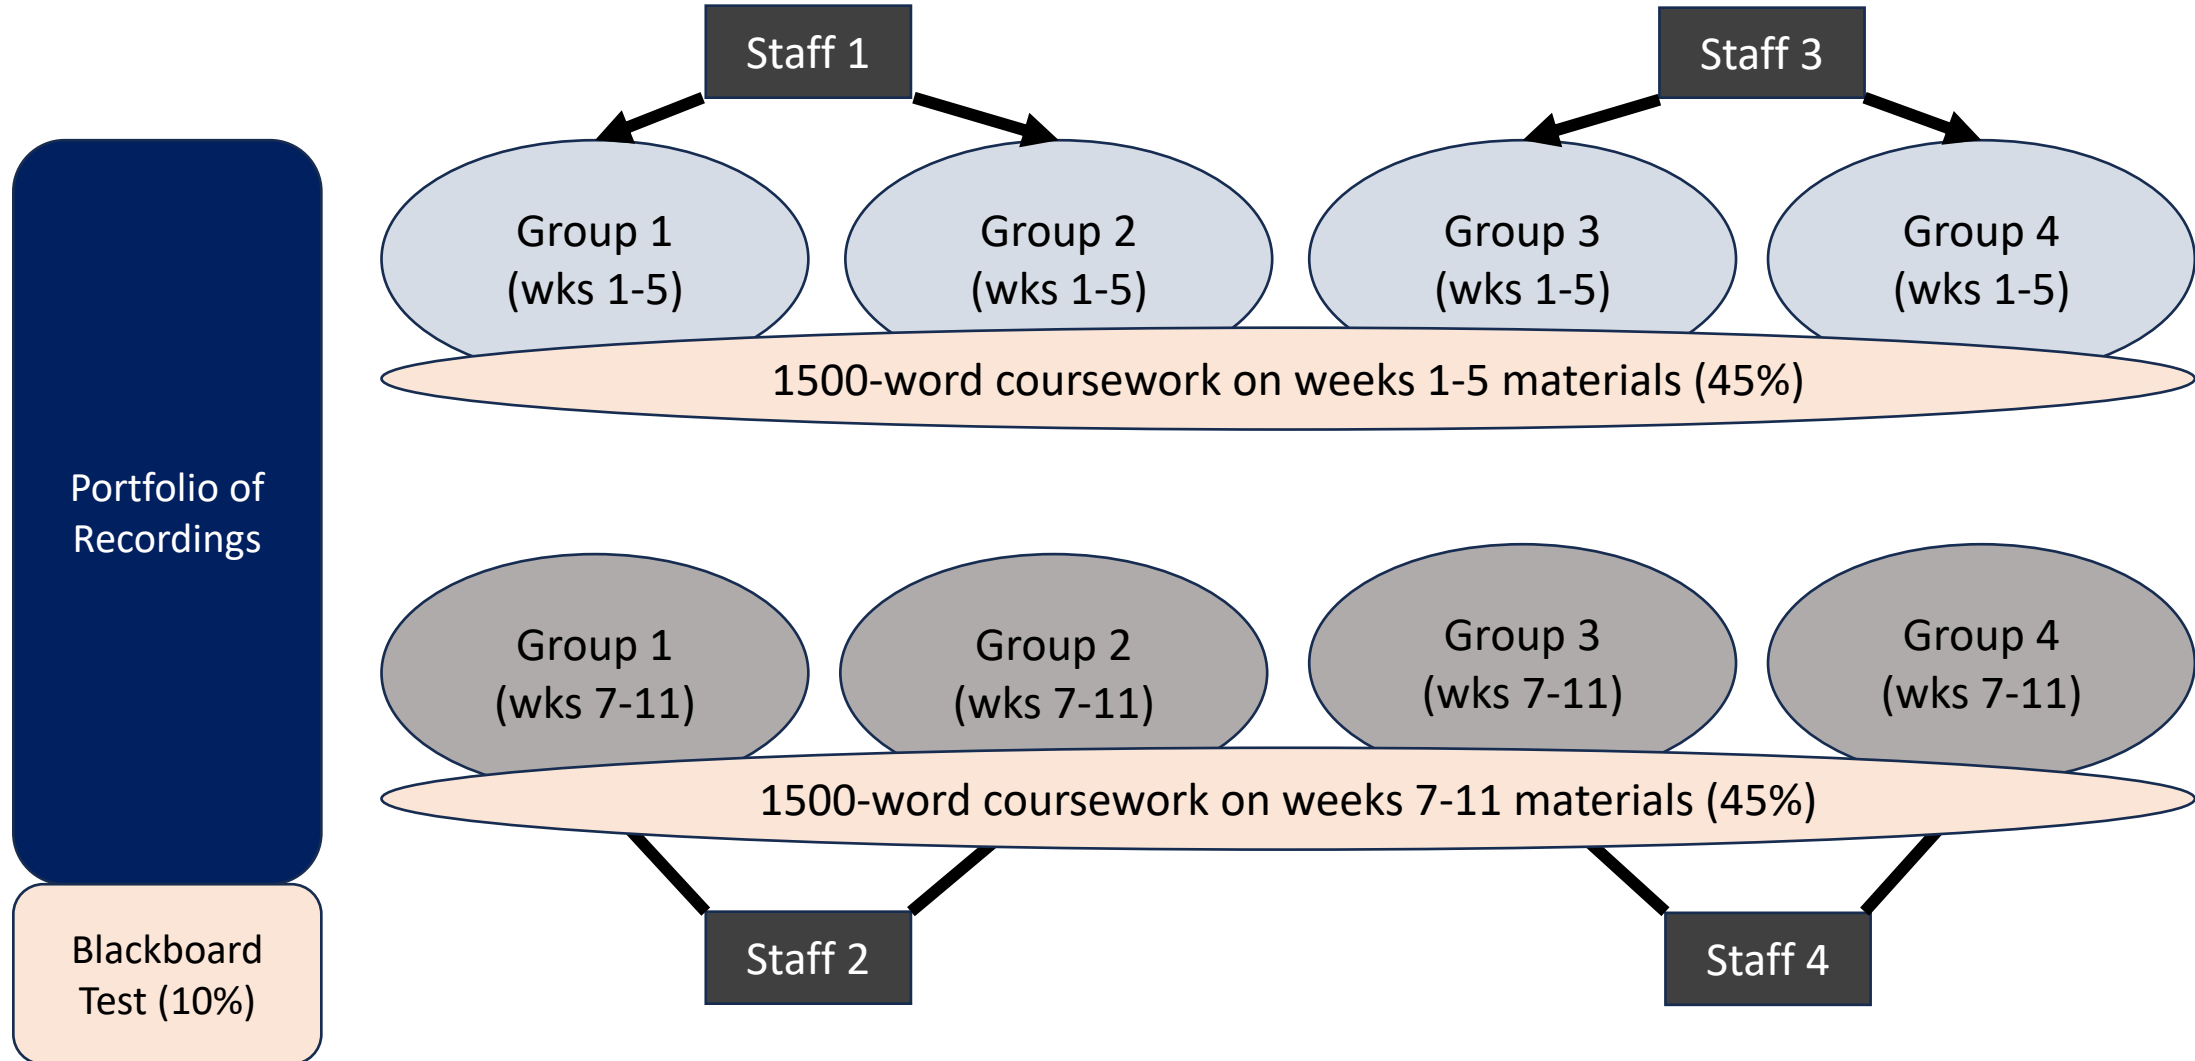 Staff 1
Staff 3
Group 1
(wks 1-5)
Group 2
(wks 1-5)
Group 3
(wks 1-5)
Group 4
(wks 1-5)
1500-word coursework on weeks 1-5 materials (45%)
Portfolio of
Recordings
Group 1
(wks 7-11)
Group 2
(wks 7-11)
Group 3
(wks 7-11)
Group 4
(wks 7-11)
1500-word coursework on weeks 7-11 materials (45%)
Blackboard
Test (10%)
Staff 2
Staff 4